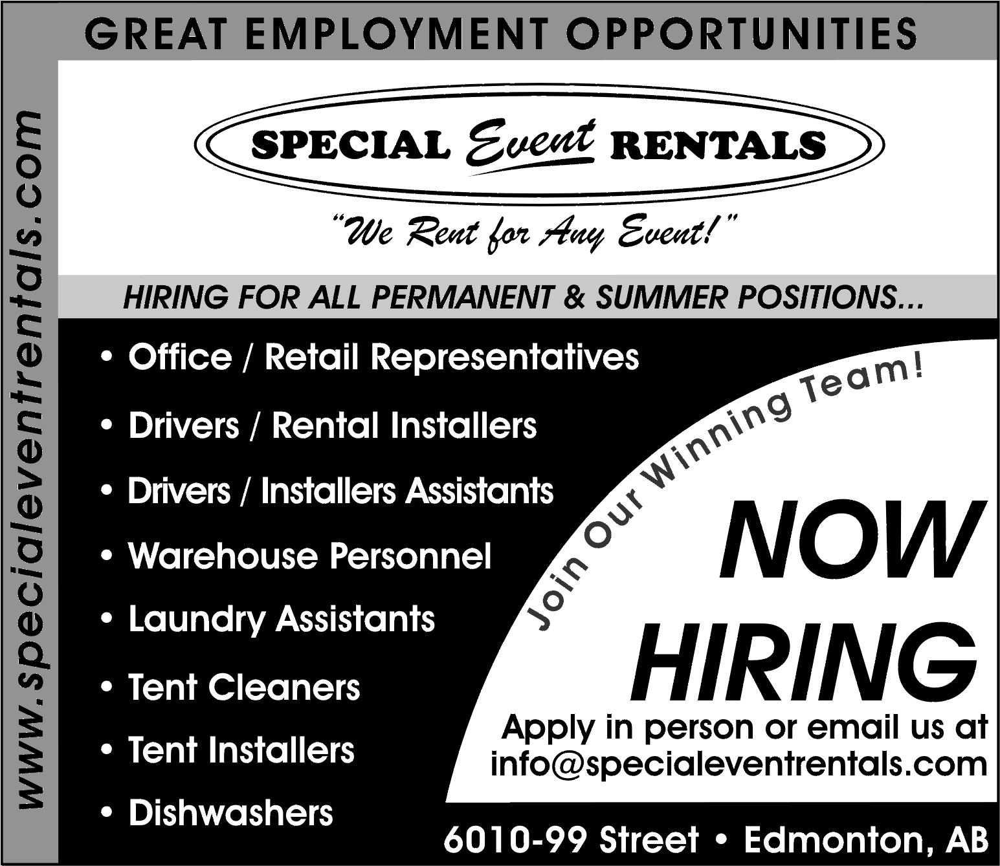 GREAT EMPLOYMENT OPPORTUNITIES
www.specialeventrentals.com
SPECIAL Event RENTALS
“We Rent for Any Event!”
HIRING FOR ALL PERMANENT & SUMMER POSITIONS...
• Office / Retail Representatives
• Drivers / Rental Installers
• Drivers / Installers Assistants
• Warehouse Personnel
• Laundry Assistants
• Tent Cleaners
• Tent Installers
• Dishwashers
Join Our Winning Team!
NOW
HIRING
Apply in person or email us at
info@specialeventrentals.com
6010-99 Street • Edmonton, AB